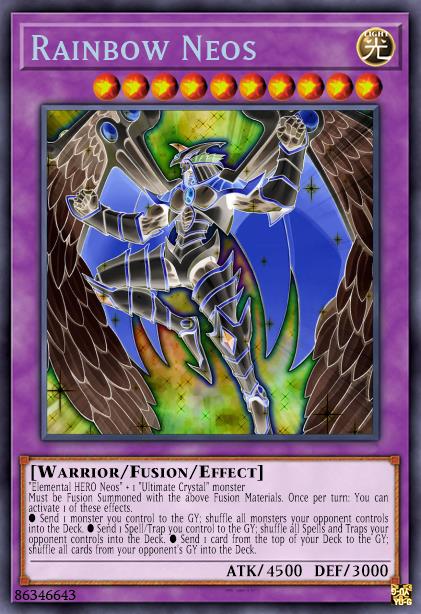 Rainbow Neos
LIGHT
光
[Warrior/Fusion/Effect]
"Elemental HERO Neos" + 1 "Ultimate Crystal" monster
Must be Fusion Summoned with the above Fusion Materials. Once per turn: You can
activate 1 of these effects.
● Send 1 monster you control to the GY; shuffle all monsters your opponent controls
into the Deck. ● Send 1 Spell/Trap you control to the GY; shuffle all Spells and Traps your
opponent controls into the Deck. ● Send 1 card from the top of your Deck to the GY;
shuffle all cards from your opponent's GY into the Deck.
ATK/4500 DEF/3000
86346643